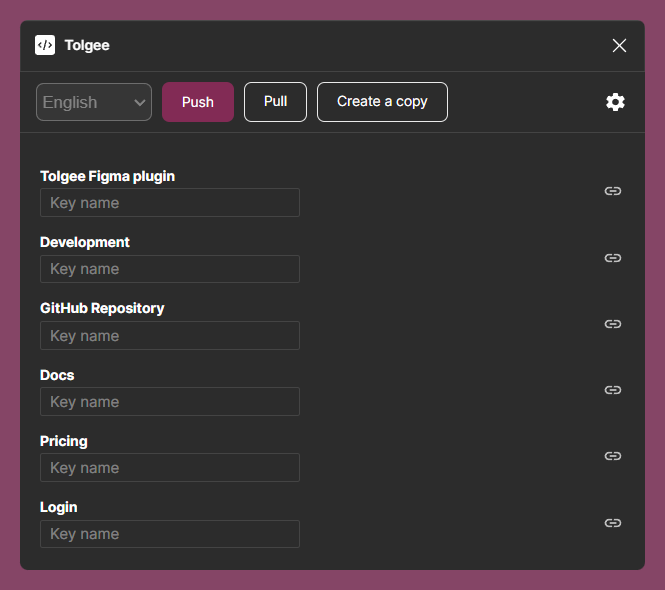 Tolgee
English
Push
Pull
Create a copy
Tolgee Figma plugin
Key name
Development
Key name
GitHub Repository
Key name
Docs
Key name
Pricing
Key name
Login
Key name